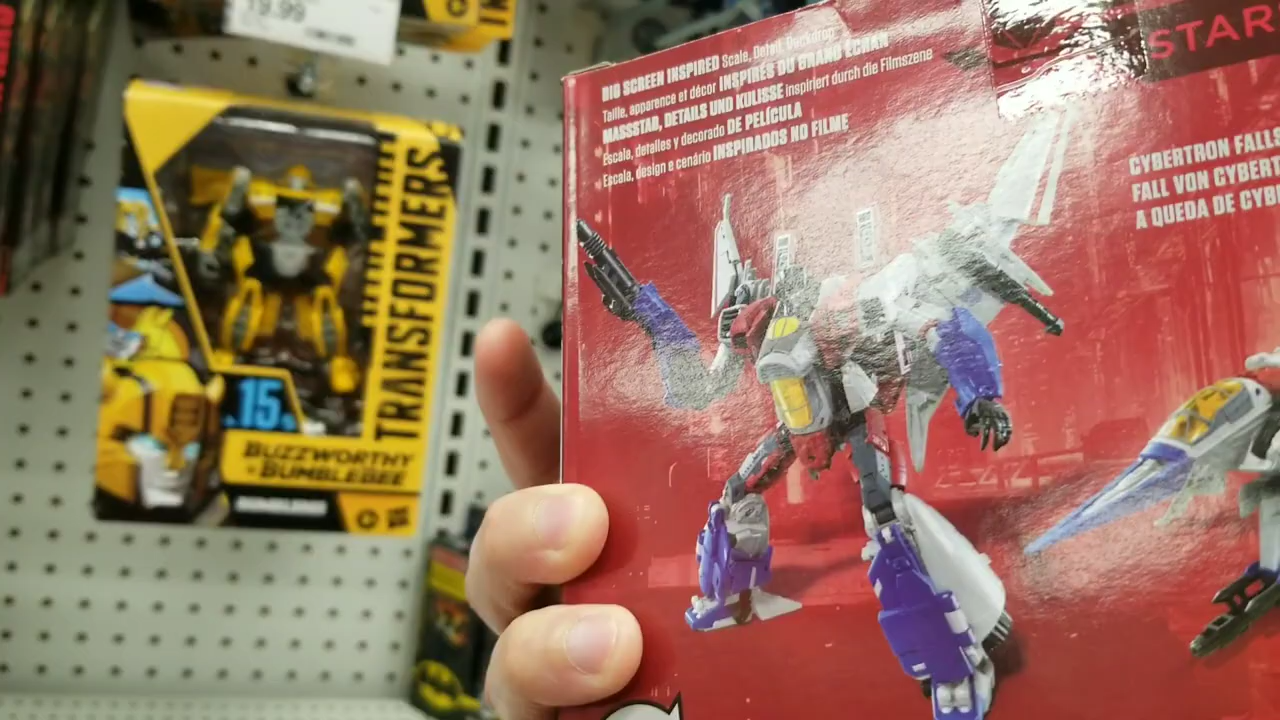 19.99
TRANSFORMERS
15
BUZZWORTHY
BUMBLEBEE
BIG SCREEN INSPIRED Scale, Detail, Backdrop
Taille, apparence et décor INSPIRÉS DU GRAND ÉCRAN
MASSSTAB, DETAILS UND KULISSE inspiriert durch die Filmszene
Escala, detalles y decorado DE PELÍCULA
Escala, design e cenário INSPIRADOS NO FILME
STAR
CYBERTRON FALLS
FALL VON CYBERT
A QUEDA DE CYB